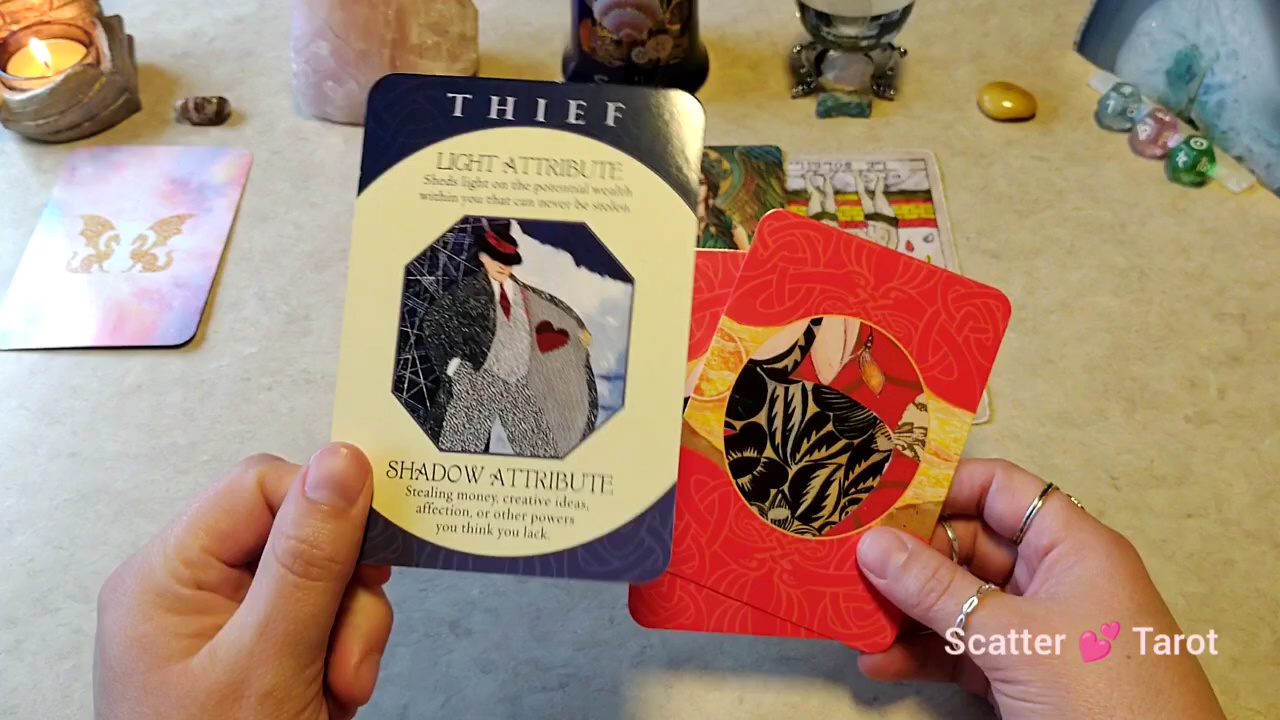 THIEF
LIGHT ATTRIBUTE
Sheds light on the potential wealth
within you that can never be stolen.
SHADOW ATTRIBUTE
Stealing money, creative ideas,
affection, or other powers
you think you lack.
Scatter 💕 Tarot